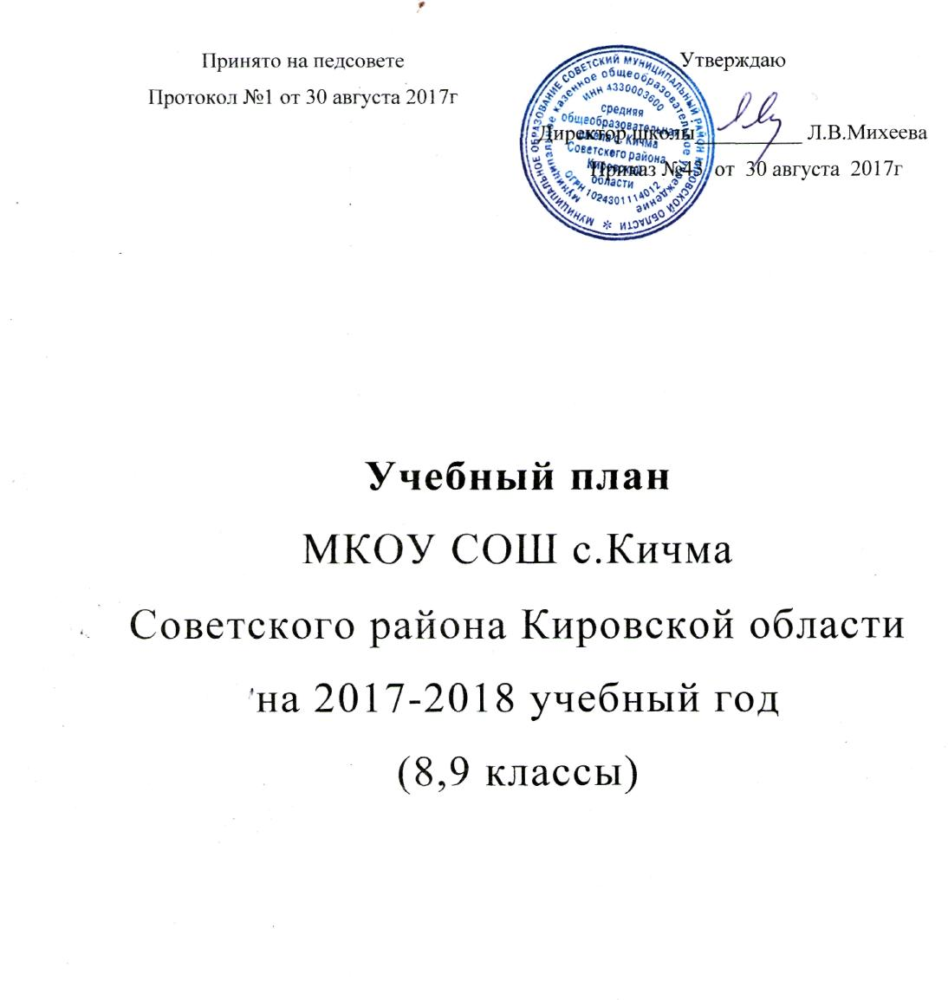 Принято на педсовете
Протокол №1 от 30 августа 2017г
Утверждаю
Директор школы __________ Л.В.Михеева
Приказ №45 от 30 августа 2017г
МУНИЦИПАЛЬНОЕ ОБРАЗОВАНИЕ СОВЕТСКИЙ МУНИЦИПАЛЬНЫЙ РАЙОН КИРОВСКОЙ ОБЛАСТИ
муниципальное казенное общеобразовательное учреждение
ИНН 4330003600
средняя
общеобразовательная
школа с. Кичма
Советского района
Кировской
области
ОГРН 1024301114012
Учебный план
МКОУ СОШ с.Кичма
Советского района Кировской области
на 2017-2018 учебный год
(8,9 классы)